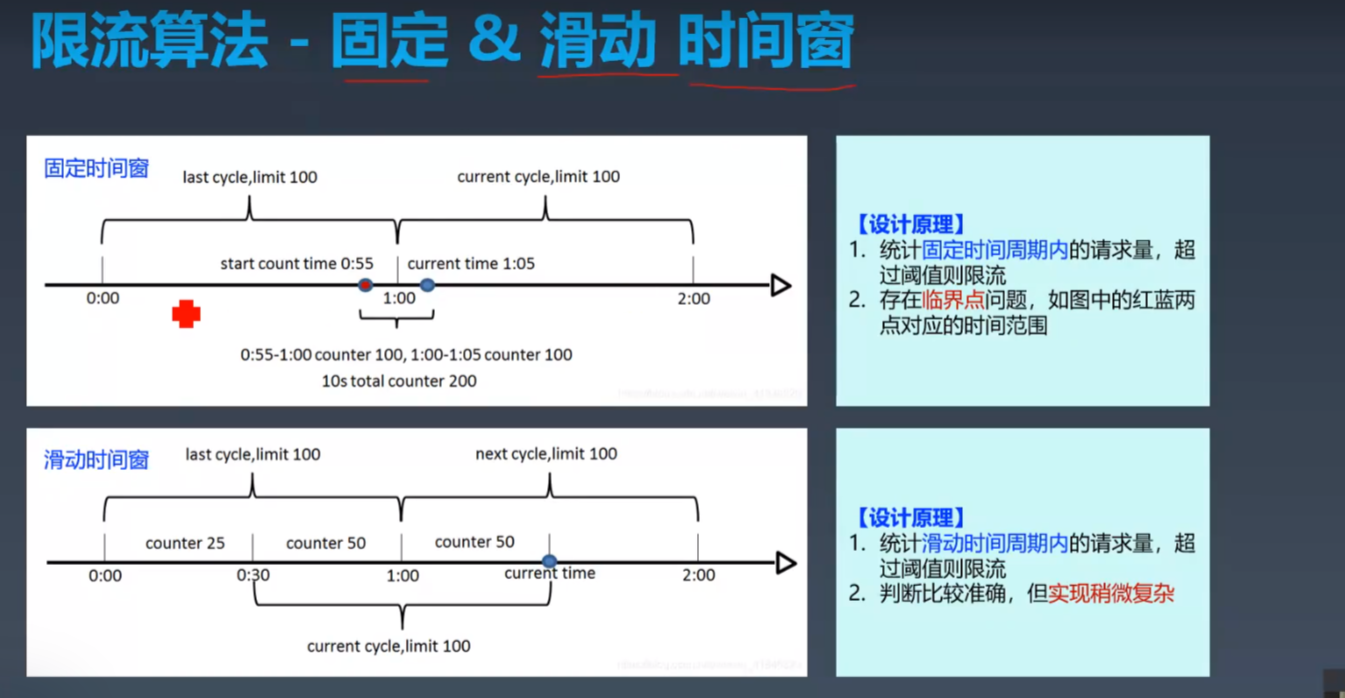 限流算法 - 固定 & 滑动 时间窗
固定时间窗
last cycle,limit 100
current cycle,limit 100
start count time 0:55
current time 1:05
0:00
1:00
2:00
0:55-1:00 counter 100, 1:00-1:05 counter 100
10s total counter 200
【设计原理】
1. 统计固定时间周期内的请求量，超
过阈值则限流
2. 存在临界点问题，如图中的红蓝两
点对应的时间范围
滑动时间窗
last cycle,limit 100
next cycle,limit 100
counter 25
counter 50
counter 50
0:00
0:30
1:00
current time
2:00
current cycle,limit 100
【设计原理】
1. 统计滑动时间周期内的请求量，超
过阈值则限流
2. 判断比较准确，但实现稍微复杂